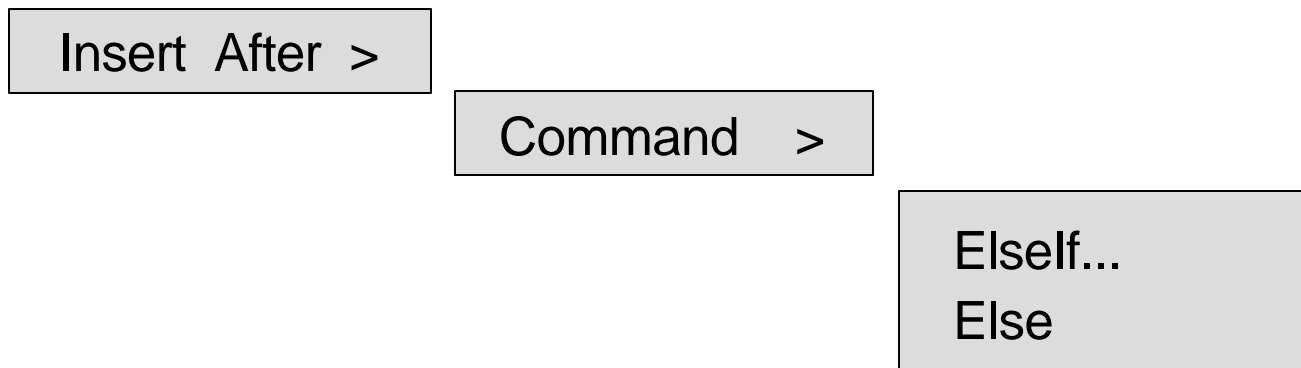 Insert After >
Command >
ElseIf...
Else